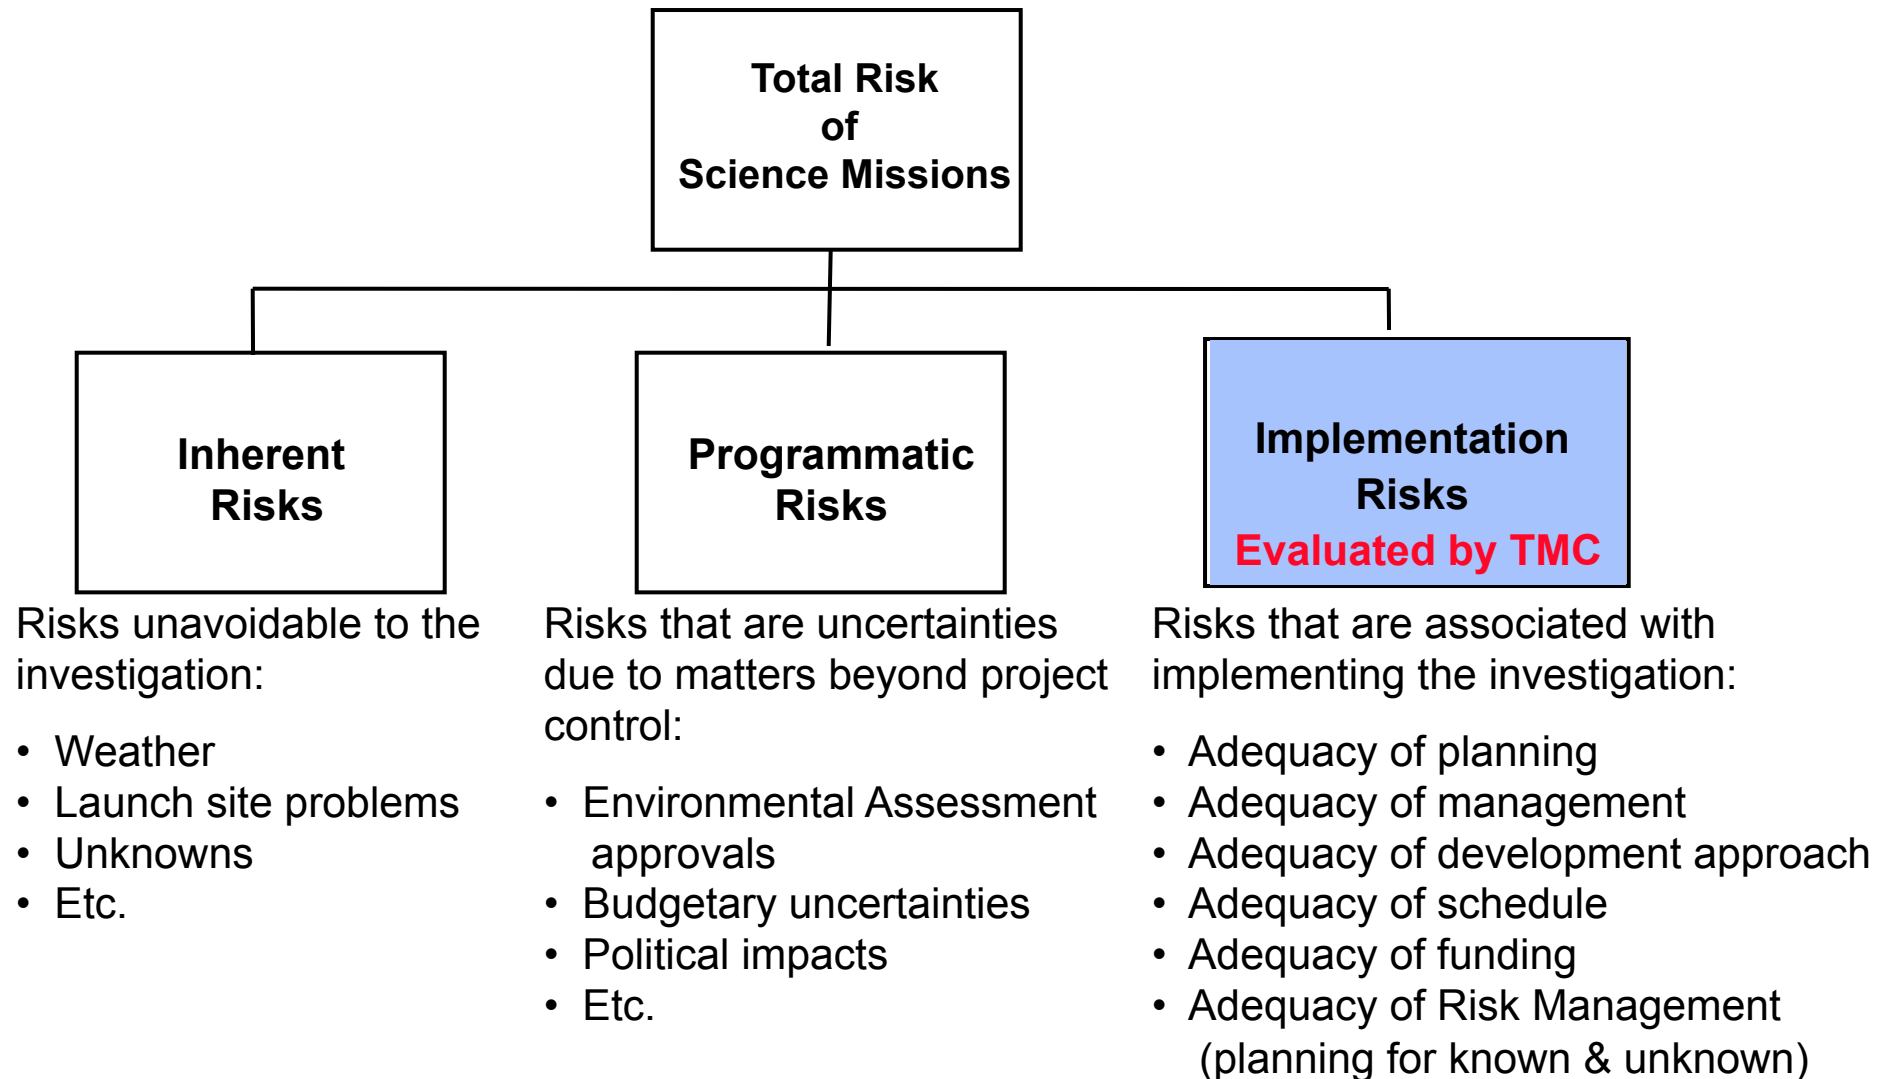 Total Risk
of
Science Missions
Inherent
Risks
Programmatic
Risks
Implementation
Risks
Evaluated by TMC
Risks unavoidable to the
investigation:
• Weather
• Launch site problems
• Unknowns
• Etc.
Risks that are uncertainties
due to matters beyond project
control:
• Environmental Assessment
approvals
• Budgetary uncertainties
• Political impacts
• Etc.
Risks that are associated with
implementing the investigation:
• Adequacy of planning
• Adequacy of management
• Adequacy of development approach
• Adequacy of schedule
• Adequacy of funding
• Adequacy of Risk Management
(planning for known & unknown)